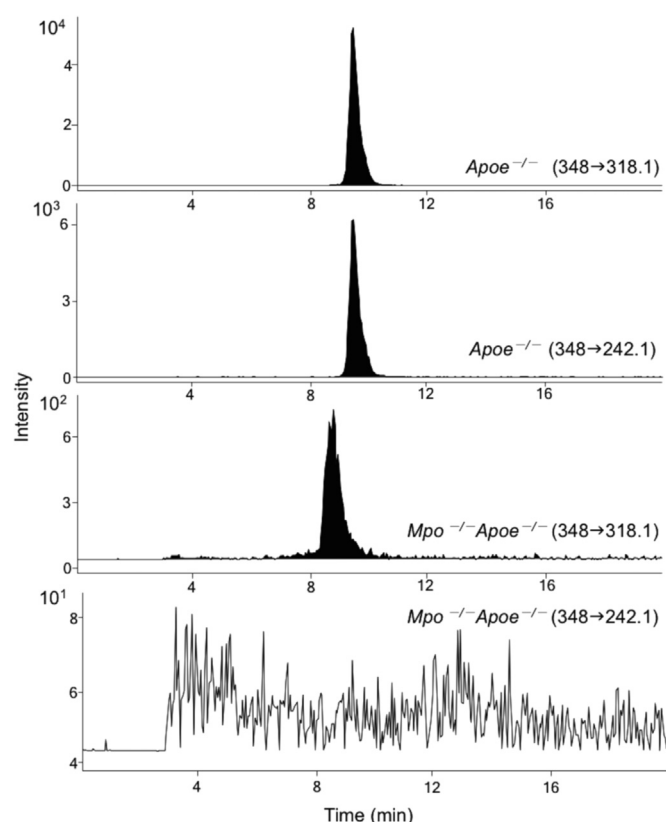 10⁴
4
2
0
Apoe⁻/⁻ (348→318.1)
4 8 12 16
10³
6
3
0
Apoe⁻/⁻ (348→242.1)
4 8 12 16
Intensity
10²
6
3
0
Mpo⁻/⁻Apoe⁻/⁻ (348→318.1)
4 8 12 16
10¹
8
6
4
Mpo⁻/⁻Apoe⁻/⁻ (348→242.1)
4 8 12 16
Time (min)